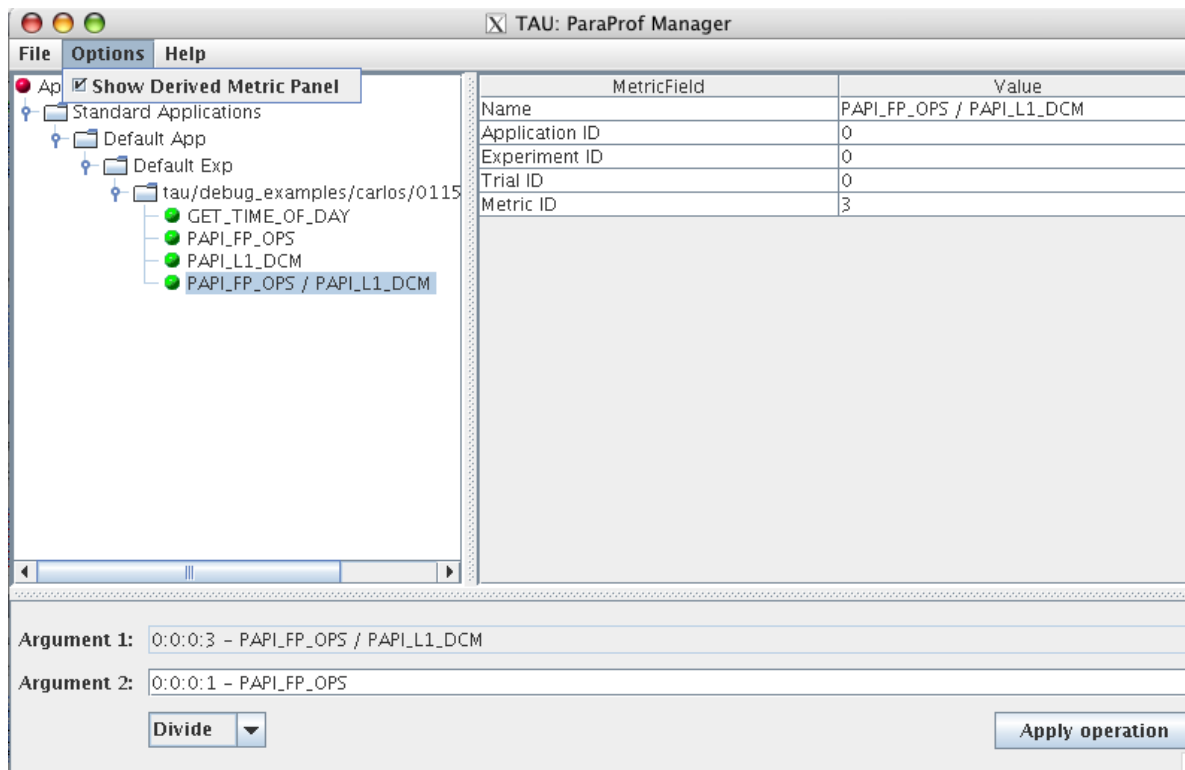 X TAU: ParaProf Manager
File Options Help
Ap
Show Derived Metric Panel
Standard Applications
Default App
Default Exp
tau/debug_examples/carlos/0115
GET_TIME_OF_DAY
PAPI_FP_OPS
PAPI_L1_DCM
PAPI_FP_OPS / PAPI_L1_DCM
MetricField Value
Name PAPI_FP_OPS / PAPI_L1_DCM
Application ID 0
Experiment ID 0
Trial ID 0
Metric ID 3
Argument 1: 0:0:0:3 – PAPI_FP_OPS / PAPI_L1_DCM
Argument 2: 0:0:0:1 – PAPI_FP_OPS
Divide Apply operation